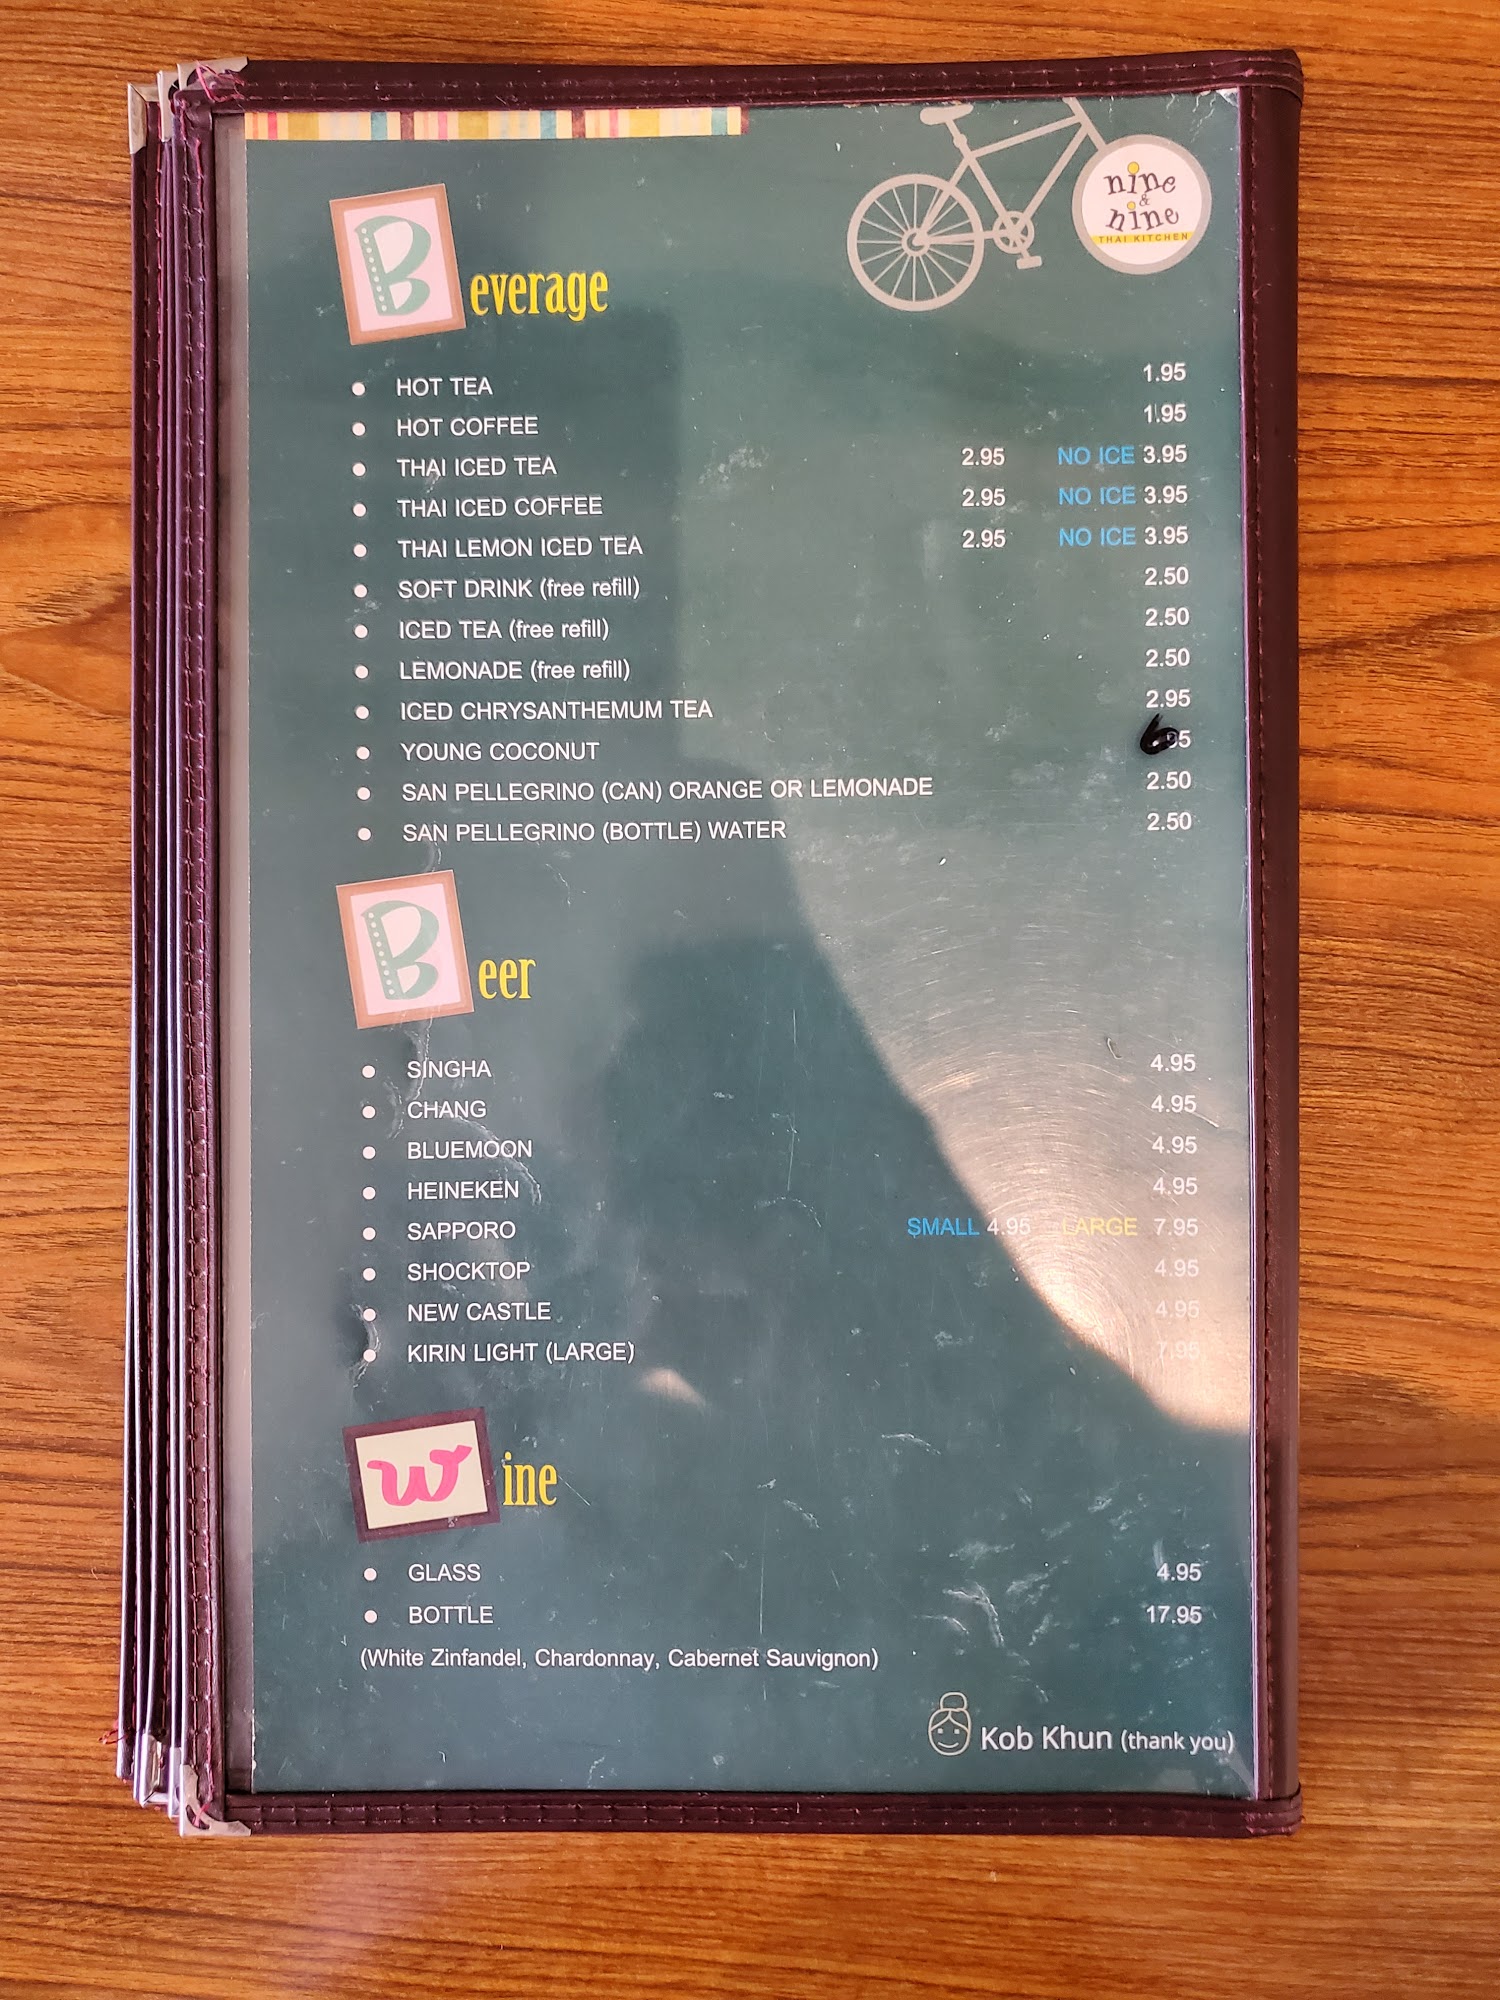 nine
&
nine
THAI KITCHEN
Beverage
HOT TEA 1.95
HOT COFFEE 1.95
THAI ICED TEA 2.95 NO ICE 3.95
THAI ICED COFFEE 2.95 NO ICE 3.95
THAI LEMON ICED TEA 2.95 NO ICE 3.95
SOFT DRINK (free refill) 2.50
ICED TEA (free refill) 2.50
LEMONADE (free refill) 2.50
ICED CHRYSANTHEMUM TEA 2.95
YOUNG COCONUT 6.95
SAN PELLEGRINO (CAN) ORANGE OR LEMONADE 2.50
SAN PELLEGRINO (BOTTLE) WATER 2.50
Beer
SINGHA 4.95
CHANG 4.95
BLUEMOON 4.95
HEINEKEN 4.95
SAPPORO SMALL 4.95 LARGE 7.95
SHOCKTOP 4.95
NEW CASTLE 4.95
KIRIN LIGHT (LARGE) 7.95
Wine
GLASS 4.95
BOTTLE 17.95
(White Zinfandel, Chardonnay, Cabernet Sauvignon)
Kob Khun (thank you)